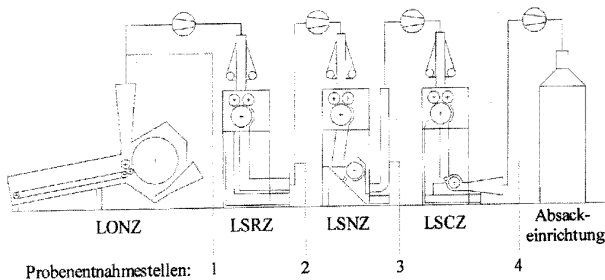 LONZ LSRZ LSNZ LSCZ Absack-
einrichtung
Probenentnahmestellen: 1 2 3 4